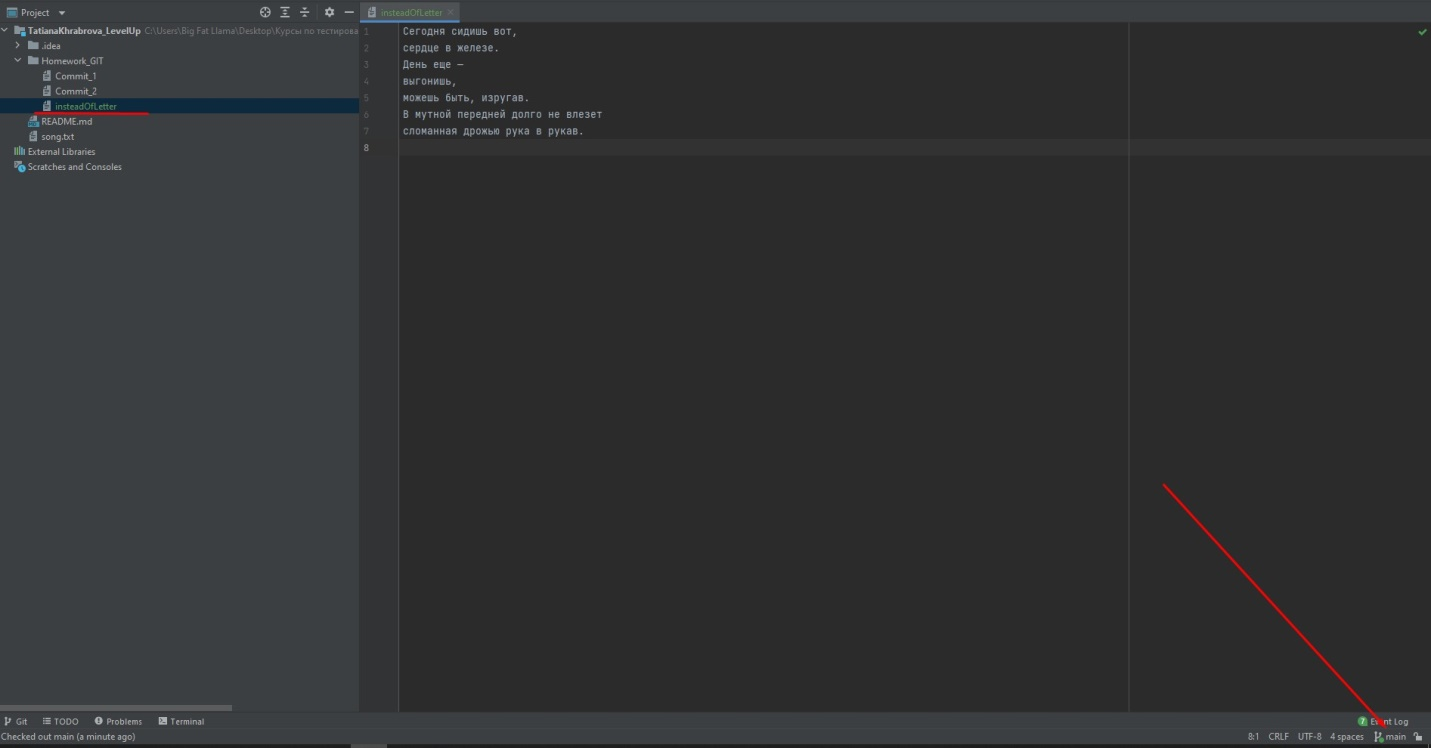 Project
insteadOfLetter
TatianaKhrabrova_LevelUp C:\Users\Big Fat Llama\Desktop\Курсы по тестирова
.idea
Homework_GIT
Commit_1
Commit_2
insteadOfLetter
README.md
song.txt
External Libraries
Scratches and Consoles
1 Сегодня сидишь вот,
2 сердце в железе.
3 День еще —
4 выгонишь,
5 можешь быть, изругав.
6 В мутной передней долго не влезет
7 сломанная дрожью рука в рукав.
8
Git TODO Problems Terminal
7 Event Log
Checked out main (a minute ago)
8:1 CRLF UTF-8 4 spaces main